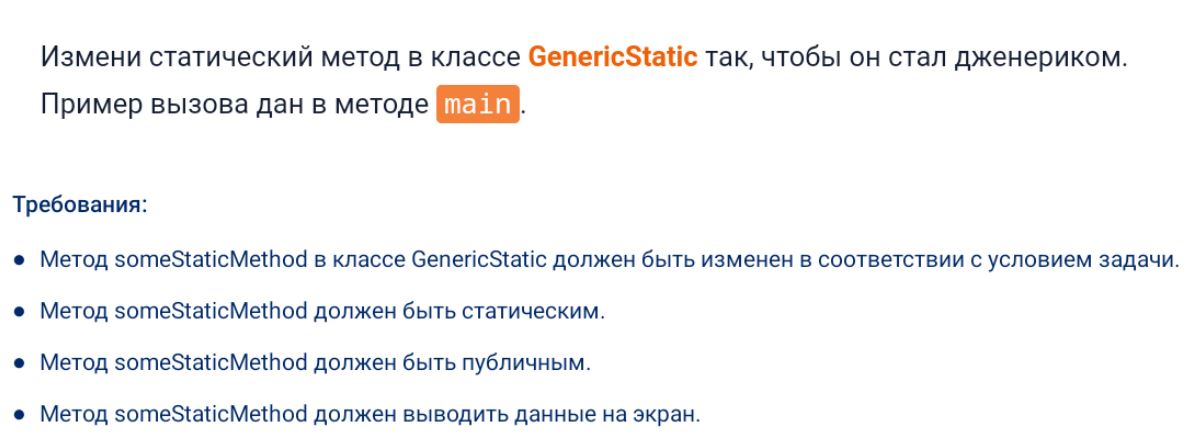 Измени статический метод в классе GenericStatic так, чтобы он стал дженериком.
Пример вызова дан в методе main.
Требования:
● Метод someStaticMethod в классе GenericStatic должен быть изменен в соответствии с условием задачи.
● Метод someStaticMethod должен быть статическим.
● Метод someStaticMethod должен быть публичным.
● Метод someStaticMethod должен выводить данные на экран.